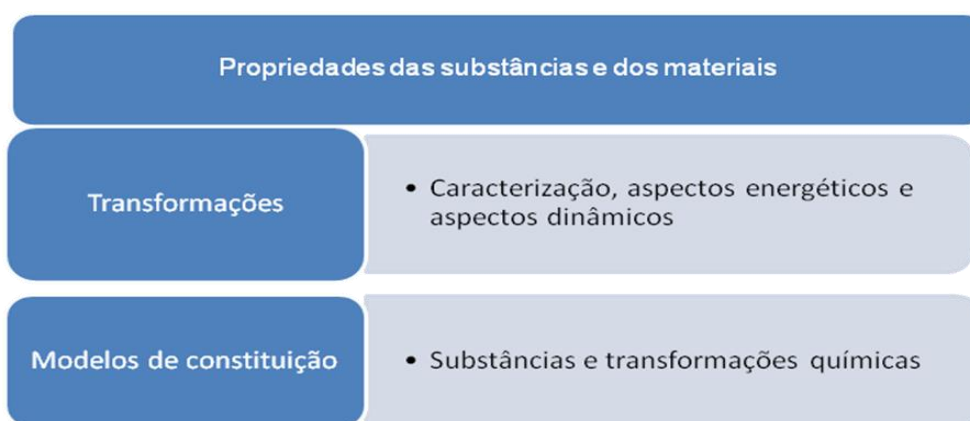 Propriedades das substâncias e dos materiais
Transformações
• Caracterização, aspectos energéticos e
aspectos dinâmicos
Modelos de constituição
• Substâncias e transformações químicas